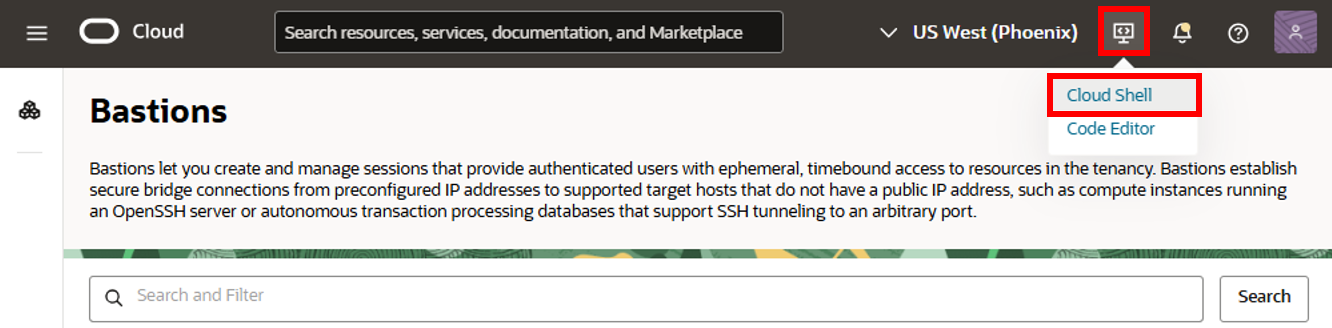 Cloud
Search resources, services, documentation, and Marketplace
US West (Phoenix)
Cloud Shell
Code Editor
Bastions
Bastions let you create and manage sessions that provide authenticated users with ephemeral, timebound access to resources in the tenancy. Bastions establish
secure bridge connections from preconfigured IP addresses to supported target hosts that do not have a public IP address, such as compute instances running
an OpenSSH server or autonomous transaction processing databases that support SSH tunneling to an arbitrary port.
Search and Filter
Search